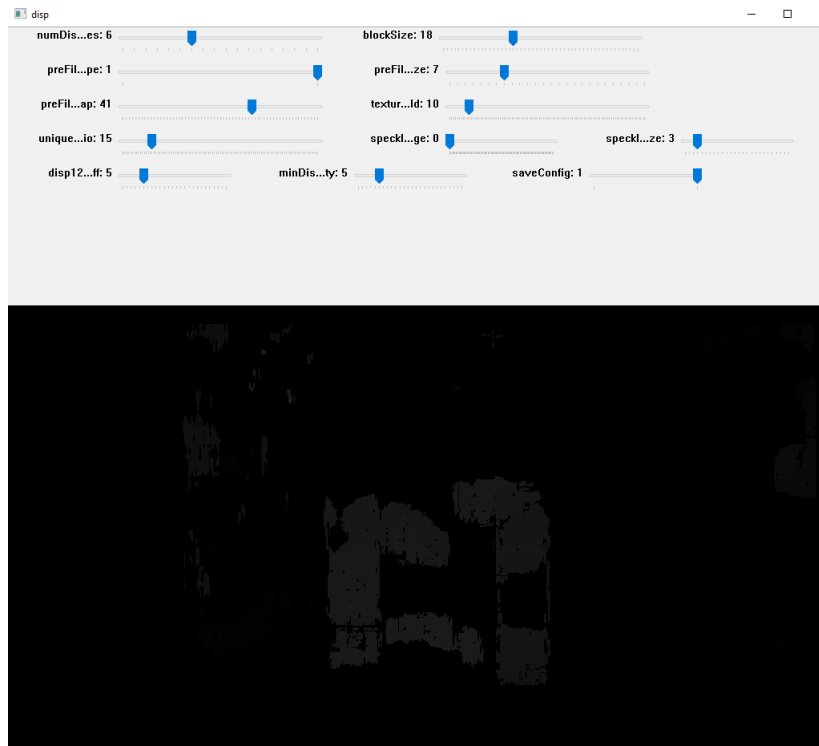 disp
numDis...es: 6 blockSize: 18
preFil...pe: 1 preFil...ze: 7
preFil...ap: 41 textur...ld: 10
unique...io: 15 speckl...ge: 0 speckl...ze: 3
disp12...ff: 5 minDis...ty: 5 saveConfig: 1